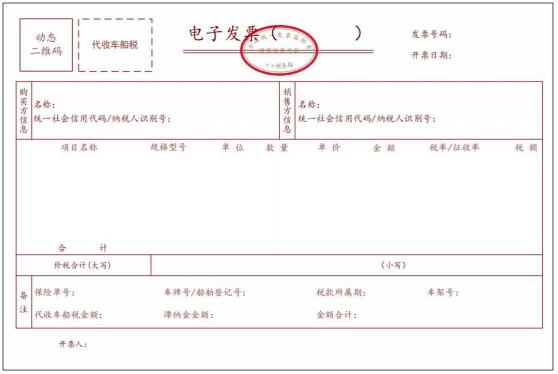 动态
二维码
代收车船税
电子发票（ ）
发票号码：
开票日期：
税务局
购买方信息
名称：
统一社会信用代码/纳税人识别号：
销售方信息
名称：
统一社会信用代码/纳税人识别号：
项目名称 规格型号 单位 数量 单价 金额 税率/征收率 税额
合计
价税合计(大写) (小写)
备注
保险单号： 车牌号/船舶登记号： 税款所属期： 车架号：
代收车船税金额： 滞纳金金额： 金额合计：
开票人：